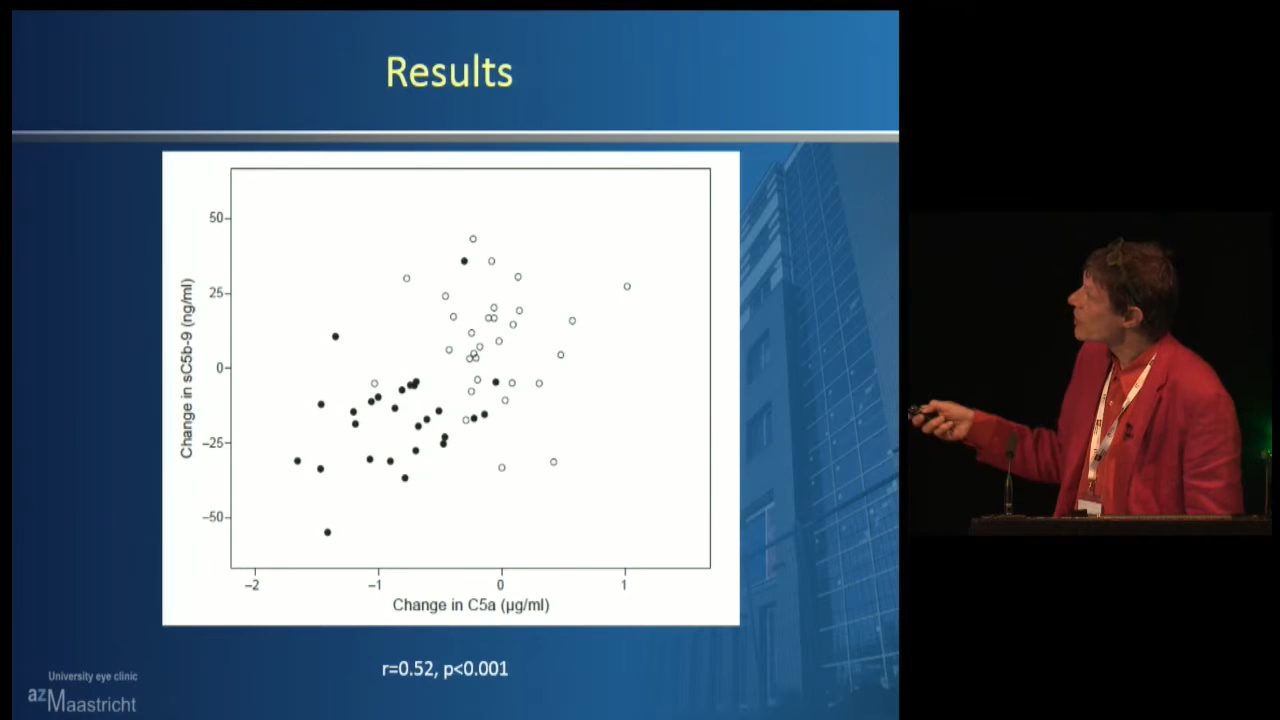 Results
Change in sC5b-9 (ng/ml)
50
25
0
−25
−50
−2
−1
0
1
Change in C5a (µg/ml)
r=0.52, p<0.001
University eye clinic
azMaastricht